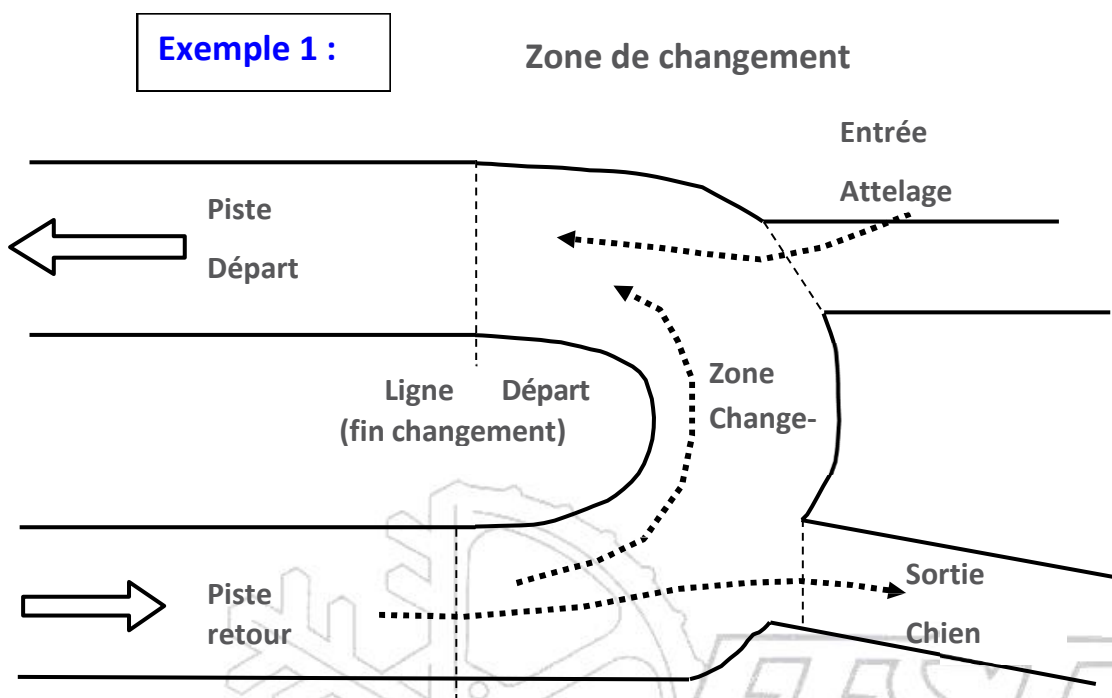 Exemple 1 :
Zone de changement
Entrée
Attelage
Piste
Départ
Ligne Départ
(fin changement)
Zone
Change-
Piste
retour
Sortie
Chien